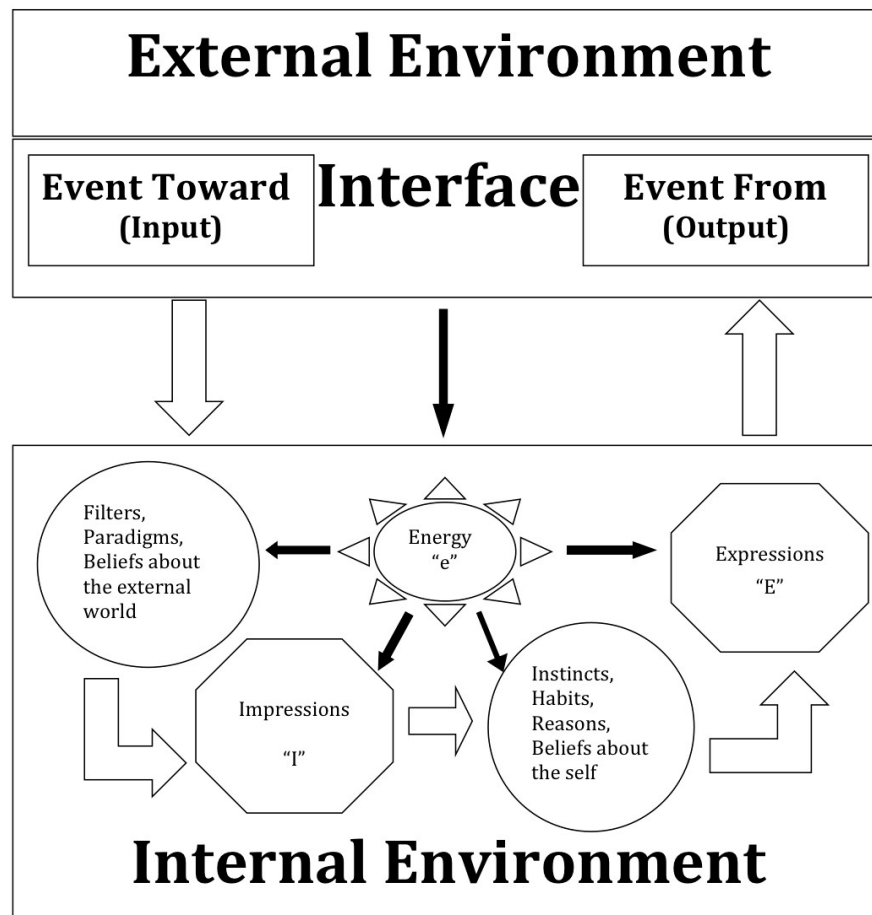 External Environment
Interface
Event Toward
(Input)
Event From
(Output)
Filters,
Paradigms,
Beliefs about
the external
world
Energy
“e”
Expressions
“E”
Impressions
“I”
Instincts,
Habits,
Reasons,
Beliefs about
the self
Internal Environment